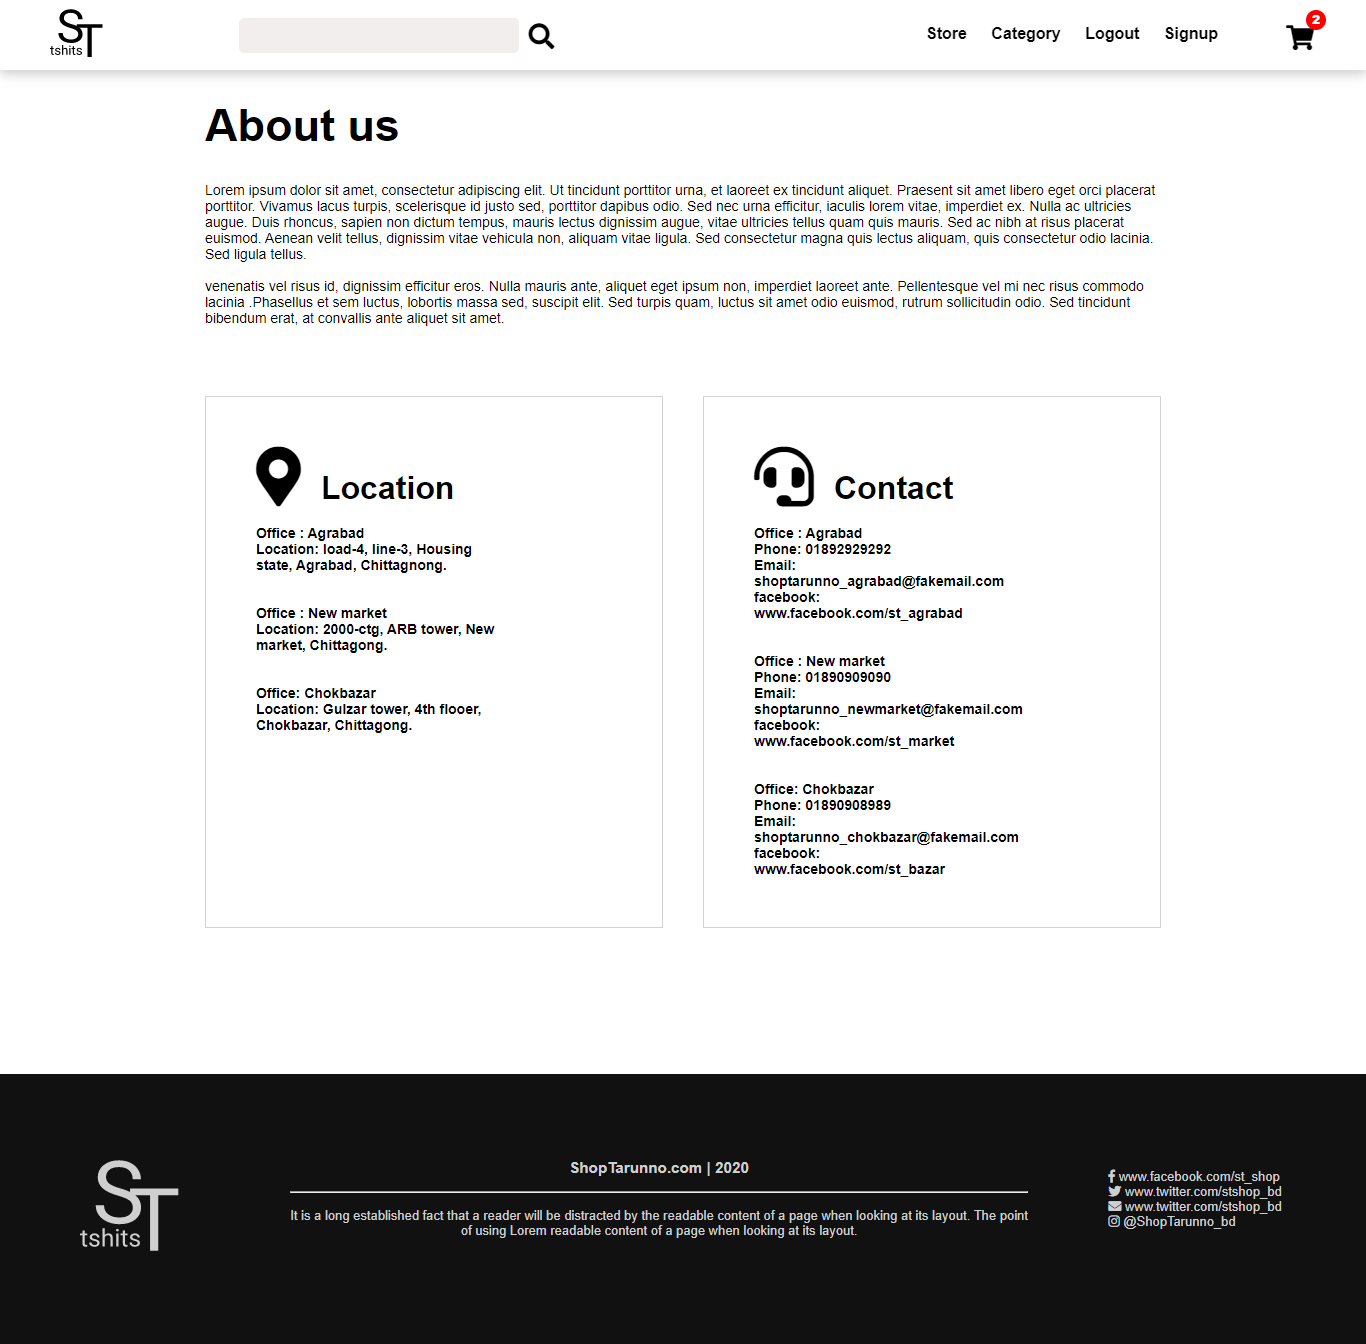 ST
tshits
Store Category Logout Signup
2
About us
Lorem ipsum dolor sit amet, consectetur adipiscing elit. Ut tincidunt porttitor urna, et laoreet ex tincidunt aliquet. Praesent sit amet libero eget orci placerat
porttitor. Vivamus lacus turpis, scelerisque id justo sed, porttitor dapibus odio. Sed nec urna efficitur, iaculis lorem vitae, imperdiet ex. Nulla ac ultricies
augue. Duis rhoncus, sapien non dictum tempus, mauris lectus dignissim augue, vitae ultricies tellus quam quis mauris. Sed ac nibh at risus placerat
euismod. Aenean velit tellus, dignissim vitae vehicula non, aliquam vitae ligula. Sed consectetur magna quis lectus aliquam, quis consectetur odio lacinia.
Sed ligula tellus.
venenatis vel risus id, dignissim efficitur eros. Nulla mauris ante, aliquet eget ipsum non, imperdiet laoreet ante. Pellentesque vel mi nec risus commodo
lacinia .Phasellus et sem luctus, lobortis massa sed, suscipit elit. Sed turpis quam, luctus sit amet odio euismod, rutrum sollicitudin odio. Sed tincidunt
bibendum erat, at convallis ante aliquet sit amet.
Location
Office : Agrabad
Location: load-4, line-3, Housing
state, Agrabad, Chittagnong.
Office : New market
Location: 2000-ctg, ARB tower, New
market, Chittagong.
Office: Chokbazar
Location: Gulzar tower, 4th flooer,
Chokbazar, Chittagong.
Contact
Office : Agrabad
Phone: 01892929292
Email:
shoptarunno_agrabad@fakemail.com
facebook:
www.facebook.com/st_agrabad
Office : New market
Phone: 01890909090
Email:
shoptarunno_newmarket@fakemail.com
facebook:
www.facebook.com/st_market
Office: Chokbazar
Phone: 01890908989
Email:
shoptarunno_chokbazar@fakemail.com
facebook:
www.facebook.com/st_bazar
ST
tshits
ShopTarunno.com | 2020
It is a long established fact that a reader will be distracted by the readable content of a page when looking at its layout. The point
of using Lorem readable content of a page when looking at its layout.
www.facebook.com/st_shop
www.twitter.com/stshop_bd
www.twitter.com/stshop_bd
@ShopTarunno_bd